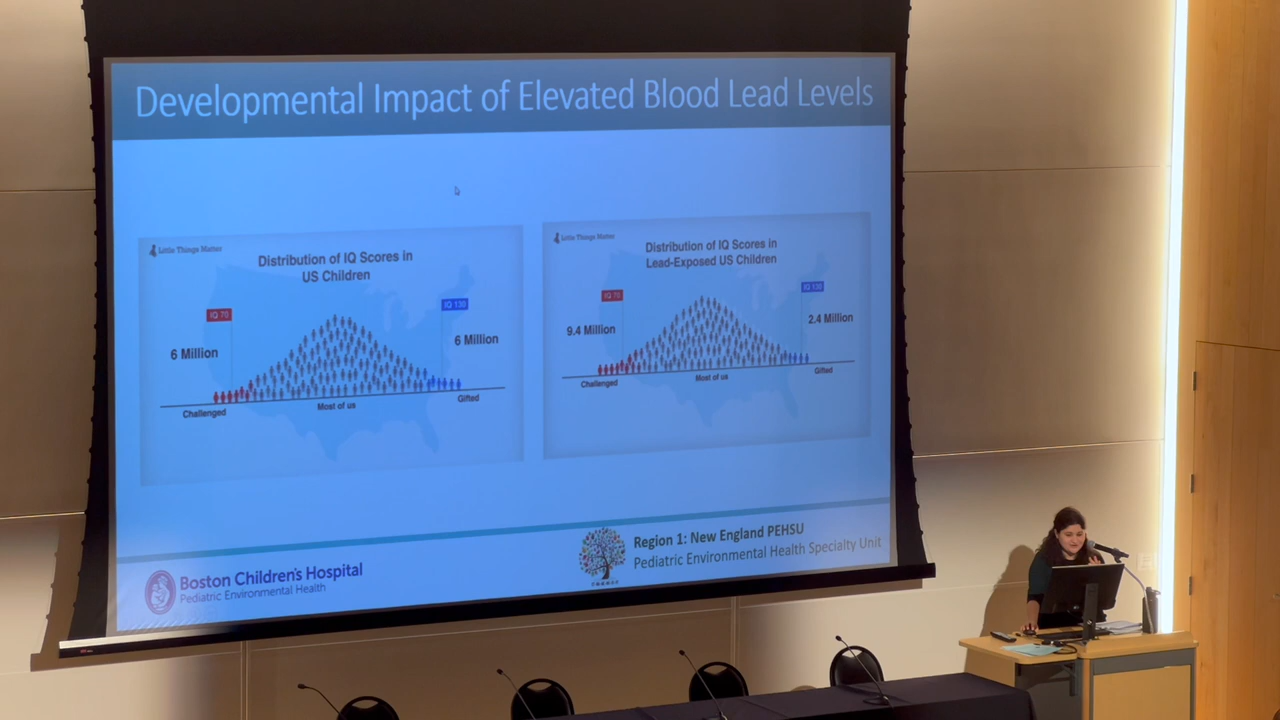 Developmental Impact of Elevated Blood Lead Levels
Little Things Matter
Distribution of IQ Scores in
US Children
IQ 70
IQ 130
6 Million
6 Million
Challenged
Most of us
Gifted
Little Things Matter
Distribution of IQ Scores in
Lead-Exposed US Children
IQ 70
IQ 130
9.4 Million
2.4 Million
Challenged
Most of us
Gifted
Boston Children's Hospital
Pediatric Environmental Health
Region 1: New England PEHSU
Pediatric Environmental Health Specialty Unit